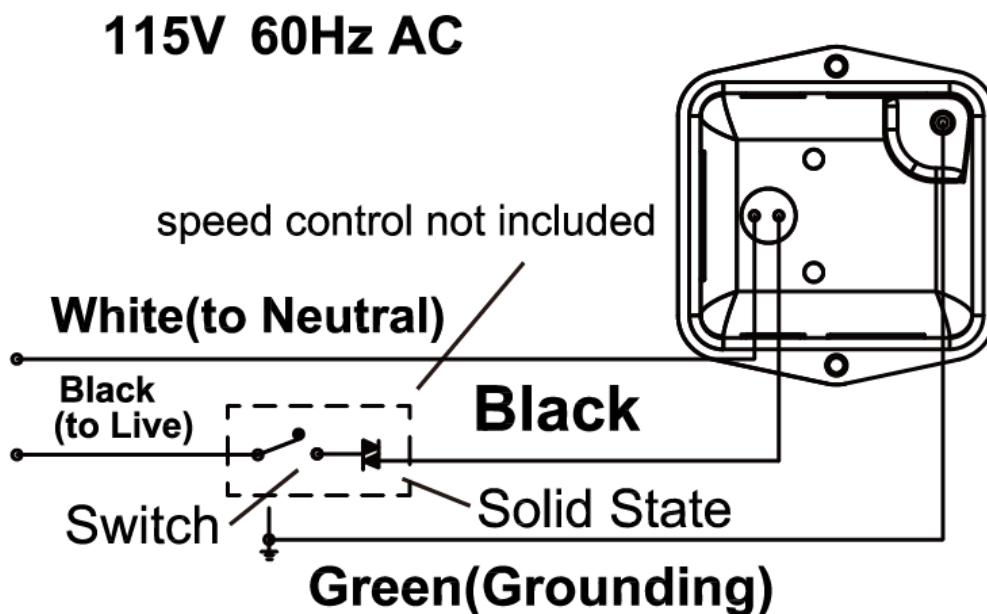 115V 60Hz AC
speed control not included
White(to Neutral)
Black
(to Live)
Black
Switch
Solid State
Green(Grounding)